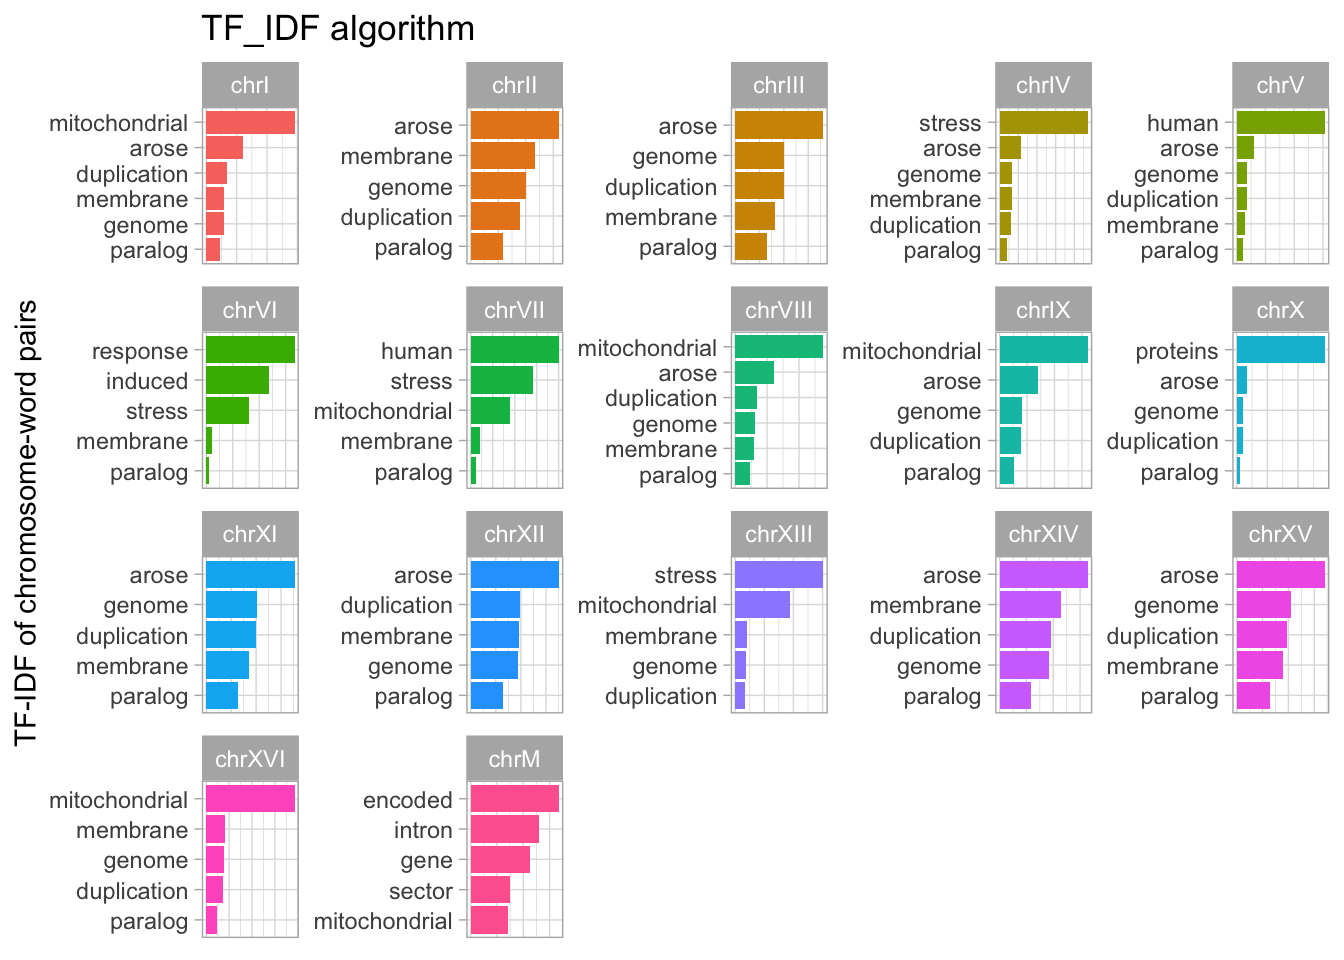 TF_IDF algorithm
TF-IDF of chromosome-word pairs
chrI
mitochondrial
arose
duplication
membrane
genome
paralog
chrII
arose
membrane
genome
duplication
paralog
chrIII
arose
genome
duplication
membrane
paralog
chrIV
stress
arose
genome
membrane
duplication
paralog
chrV
human
arose
genome
duplication
membrane
paralog
chrVI
response
induced
stress
membrane
paralog
chrVII
human
stress
mitochondrial
membrane
paralog
chrVIII
mitochondrial
arose
duplication
genome
membrane
paralog
chrIX
mitochondrial
arose
genome
duplication
paralog
chrX
proteins
arose
genome
duplication
paralog
chrXI
arose
genome
duplication
membrane
paralog
chrXII
arose
duplication
membrane
genome
paralog
chrXIII
stress
mitochondrial
membrane
genome
duplication
chrXIV
arose
membrane
duplication
genome
paralog
chrXV
arose
genome
duplication
membrane
paralog
chrXVI
mitochondrial
membrane
genome
duplication
paralog
chrM
encoded
intron
gene
sector
mitochondrial